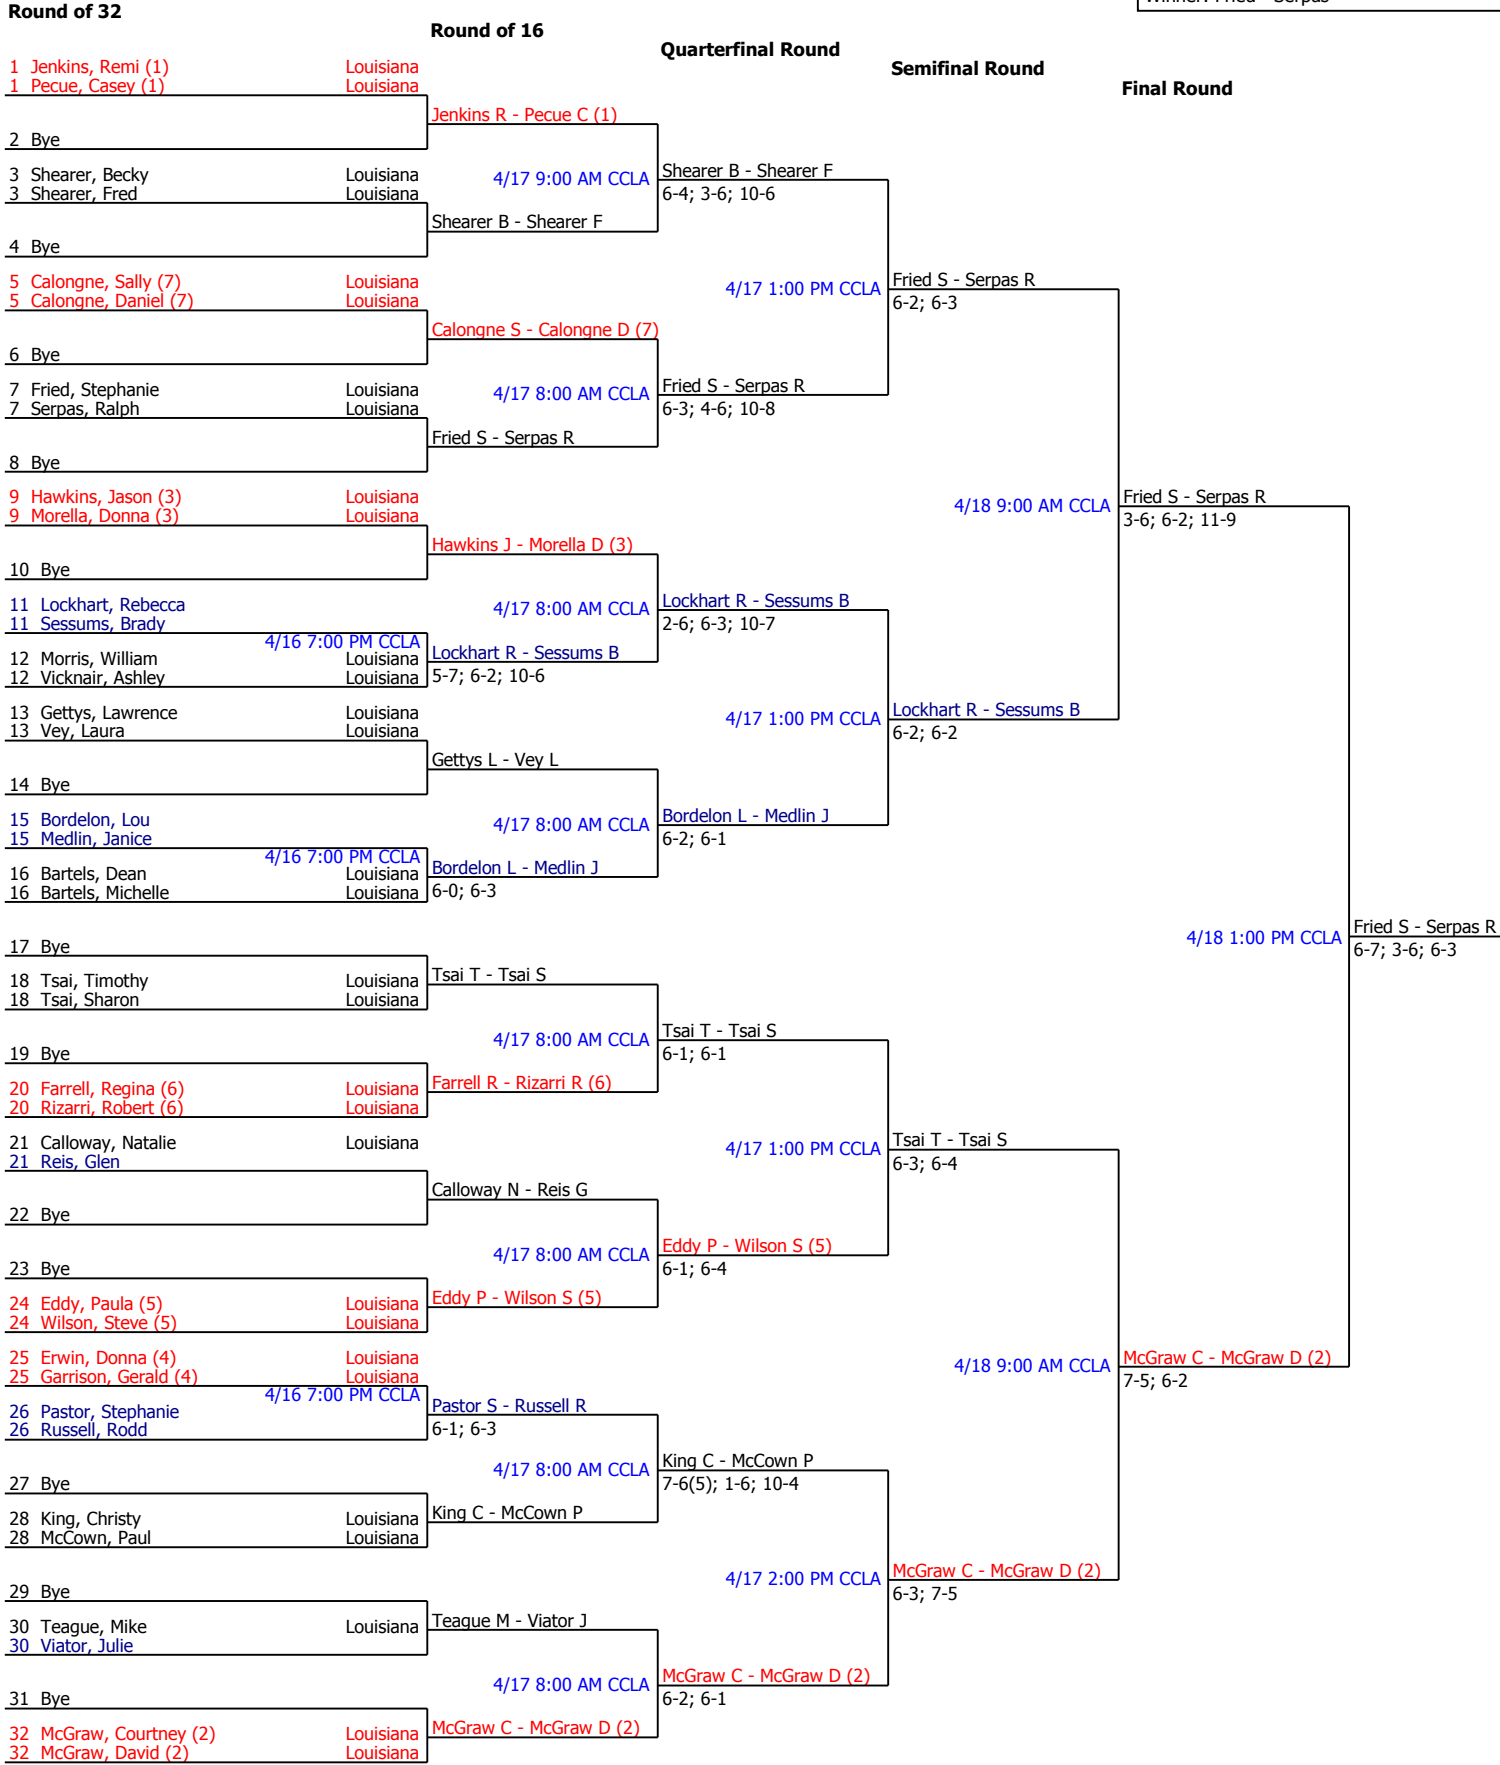 Winner: Fried - Serpas
Round of 32
Round of 16
Quarterfinal Round
Semifinal Round
Final Round
1 Jenkins, Remi (1) Louisiana
1 Pecue, Casey (1) Louisiana
Jenkins R - Pecue C (1)
2 Bye
3 Shearer, Becky Louisiana
3 Shearer, Fred Louisiana
4/17 9:00 AM CCLA
Shearer B - Shearer F
6-4; 3-6; 10-6
Shearer B - Shearer F
4 Bye
5 Calongne, Sally (7) Louisiana
5 Calongne, Daniel (7) Louisiana
4/17 1:00 PM CCLA
Fried S - Serpas R
6-2; 6-3
Calongne S - Calongne D (7)
6 Bye
7 Fried, Stephanie Louisiana
7 Serpas, Ralph Louisiana
4/17 8:00 AM CCLA
Fried S - Serpas R
6-3; 4-6; 10-8
Fried S - Serpas R
8 Bye
9 Hawkins, Jason (3) Louisiana
9 Morella, Donna (3) Louisiana
4/18 9:00 AM CCLA
Fried S - Serpas R
3-6; 6-2; 11-9
Hawkins J - Morella D (3)
10 Bye
11 Lockhart, Rebecca
11 Sessums, Brady
4/17 8:00 AM CCLA
Lockhart R - Sessums B
2-6; 6-3; 10-7
4/16 7:00 PM CCLA
12 Morris, William Louisiana
12 Vicknair, Ashley Louisiana
Lockhart R - Sessums B
5-7; 6-2; 10-6
13 Gettys, Lawrence Louisiana
13 Vey, Laura Louisiana
4/17 1:00 PM CCLA
Lockhart R - Sessums B
6-2; 6-2
Gettys L - Vey L
14 Bye
15 Bordelon, Lou
15 Medlin, Janice
4/17 8:00 AM CCLA
Bordelon L - Medlin J
6-2; 6-1
4/16 7:00 PM CCLA
16 Bartels, Dean Louisiana
16 Bartels, Michelle Louisiana
Bordelon L - Medlin J
6-0; 6-3
4/18 1:00 PM CCLA
Fried S - Serpas R
6-7; 3-6; 6-3
17 Bye
18 Tsai, Timothy Louisiana
18 Tsai, Sharon Louisiana
Tsai T - Tsai S
4/17 8:00 AM CCLA
Tsai T - Tsai S
6-1; 6-1
19 Bye
20 Farrell, Regina (6) Louisiana
20 Rizarri, Robert (6) Louisiana
Farrell R - Rizarri R (6)
21 Calloway, Natalie Louisiana
21 Reis, Glen
4/17 1:00 PM CCLA
Tsai T - Tsai S
6-3; 6-4
Calloway N - Reis G
22 Bye
4/17 8:00 AM CCLA
Eddy P - Wilson S (5)
6-1; 6-4
23 Bye
24 Eddy, Paula (5) Louisiana
24 Wilson, Steve (5) Louisiana
Eddy P - Wilson S (5)
25 Erwin, Donna (4) Louisiana
25 Garrison, Gerald (4) Louisiana
4/18 9:00 AM CCLA
McGraw C - McGraw D (2)
7-5; 6-2
4/16 7:00 PM CCLA
26 Pastor, Stephanie
26 Russell, Rodd
Pastor S - Russell R
6-1; 6-3
4/17 8:00 AM CCLA
King C - McCown P
7-6(5); 1-6; 10-4
27 Bye
28 King, Christy Louisiana
28 McCown, Paul Louisiana
King C - McCown P
4/17 2:00 PM CCLA
McGraw C - McGraw D (2)
6-3; 7-5
29 Bye
30 Teague, Mike Louisiana
30 Viator, Julie
Teague M - Viator J
4/17 8:00 AM CCLA
McGraw C - McGraw D (2)
6-2; 6-1
31 Bye
32 McGraw, Courtney (2) Louisiana
32 McGraw, David (2) Louisiana
McGraw C - McGraw D (2)